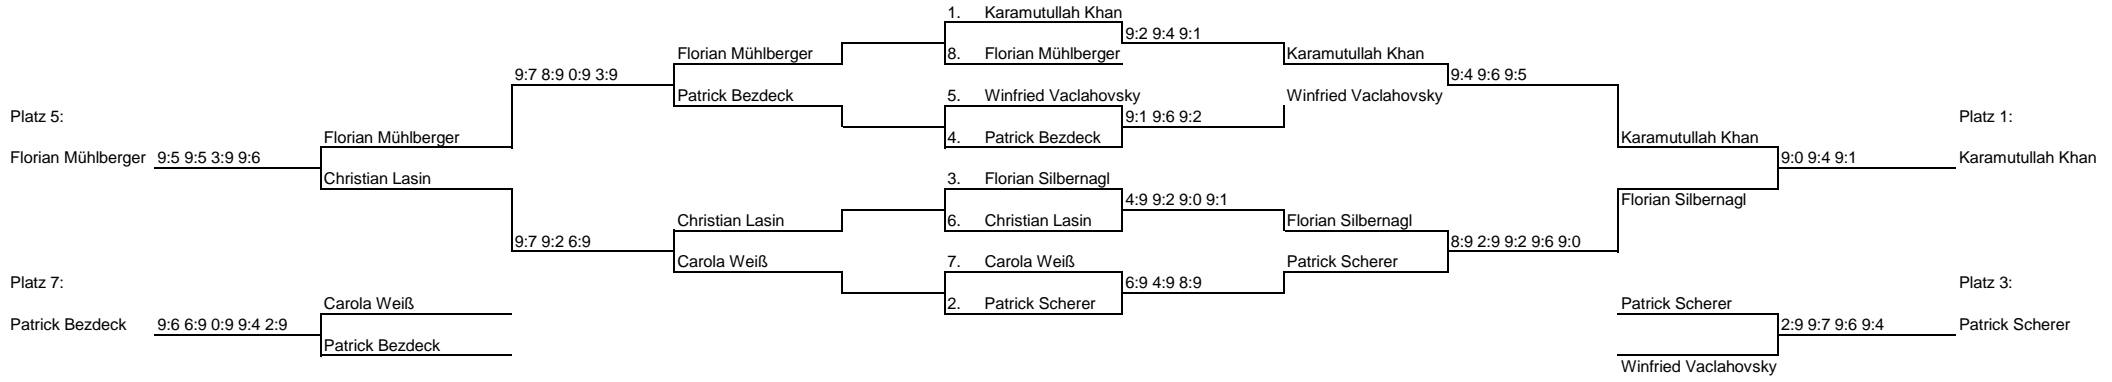 1. Karamutullah Khan
9:2 9:4 9:1
Florian Mühlberger 8. Florian Mühlberger Karamutullah Khan
9:7 8:9 0:9 3:9 9:4 9:6 9:5
Patrick Bezdeck 5. Winfried Vaclahovsky Winfried Vaclahovsky
Platz 5: 9:1 9:6 9:2 Platz 1:
Florian Mühlberger 4. Patrick Bezdeck Karamutullah Khan
Florian Mühlberger 9:5 9:5 3:9 9:6 9:0 9:4 9:1 Karamutullah Khan
Christian Lasin 3. Florian Silbernagl
4:9 9:2 9:0 9:1 Florian Silbernagl
Christian Lasin 6. Christian Lasin Florian Silbernagl
9:7 9:2 6:9 8:9 2:9 9:2 9:6 9:0
Carola Weiß 7. Carola Weiß Patrick Scherer
Platz 7: 6:9 4:9 8:9 Platz 3:
Carola Weiß 2. Patrick Scherer Patrick Scherer
Patrick Bezdeck 9:6 6:9 0:9 9:4 2:9 2:9 9:7 9:6 9:4 Patrick Scherer
Patrick Bezdeck
Winfried Vaclahovsky